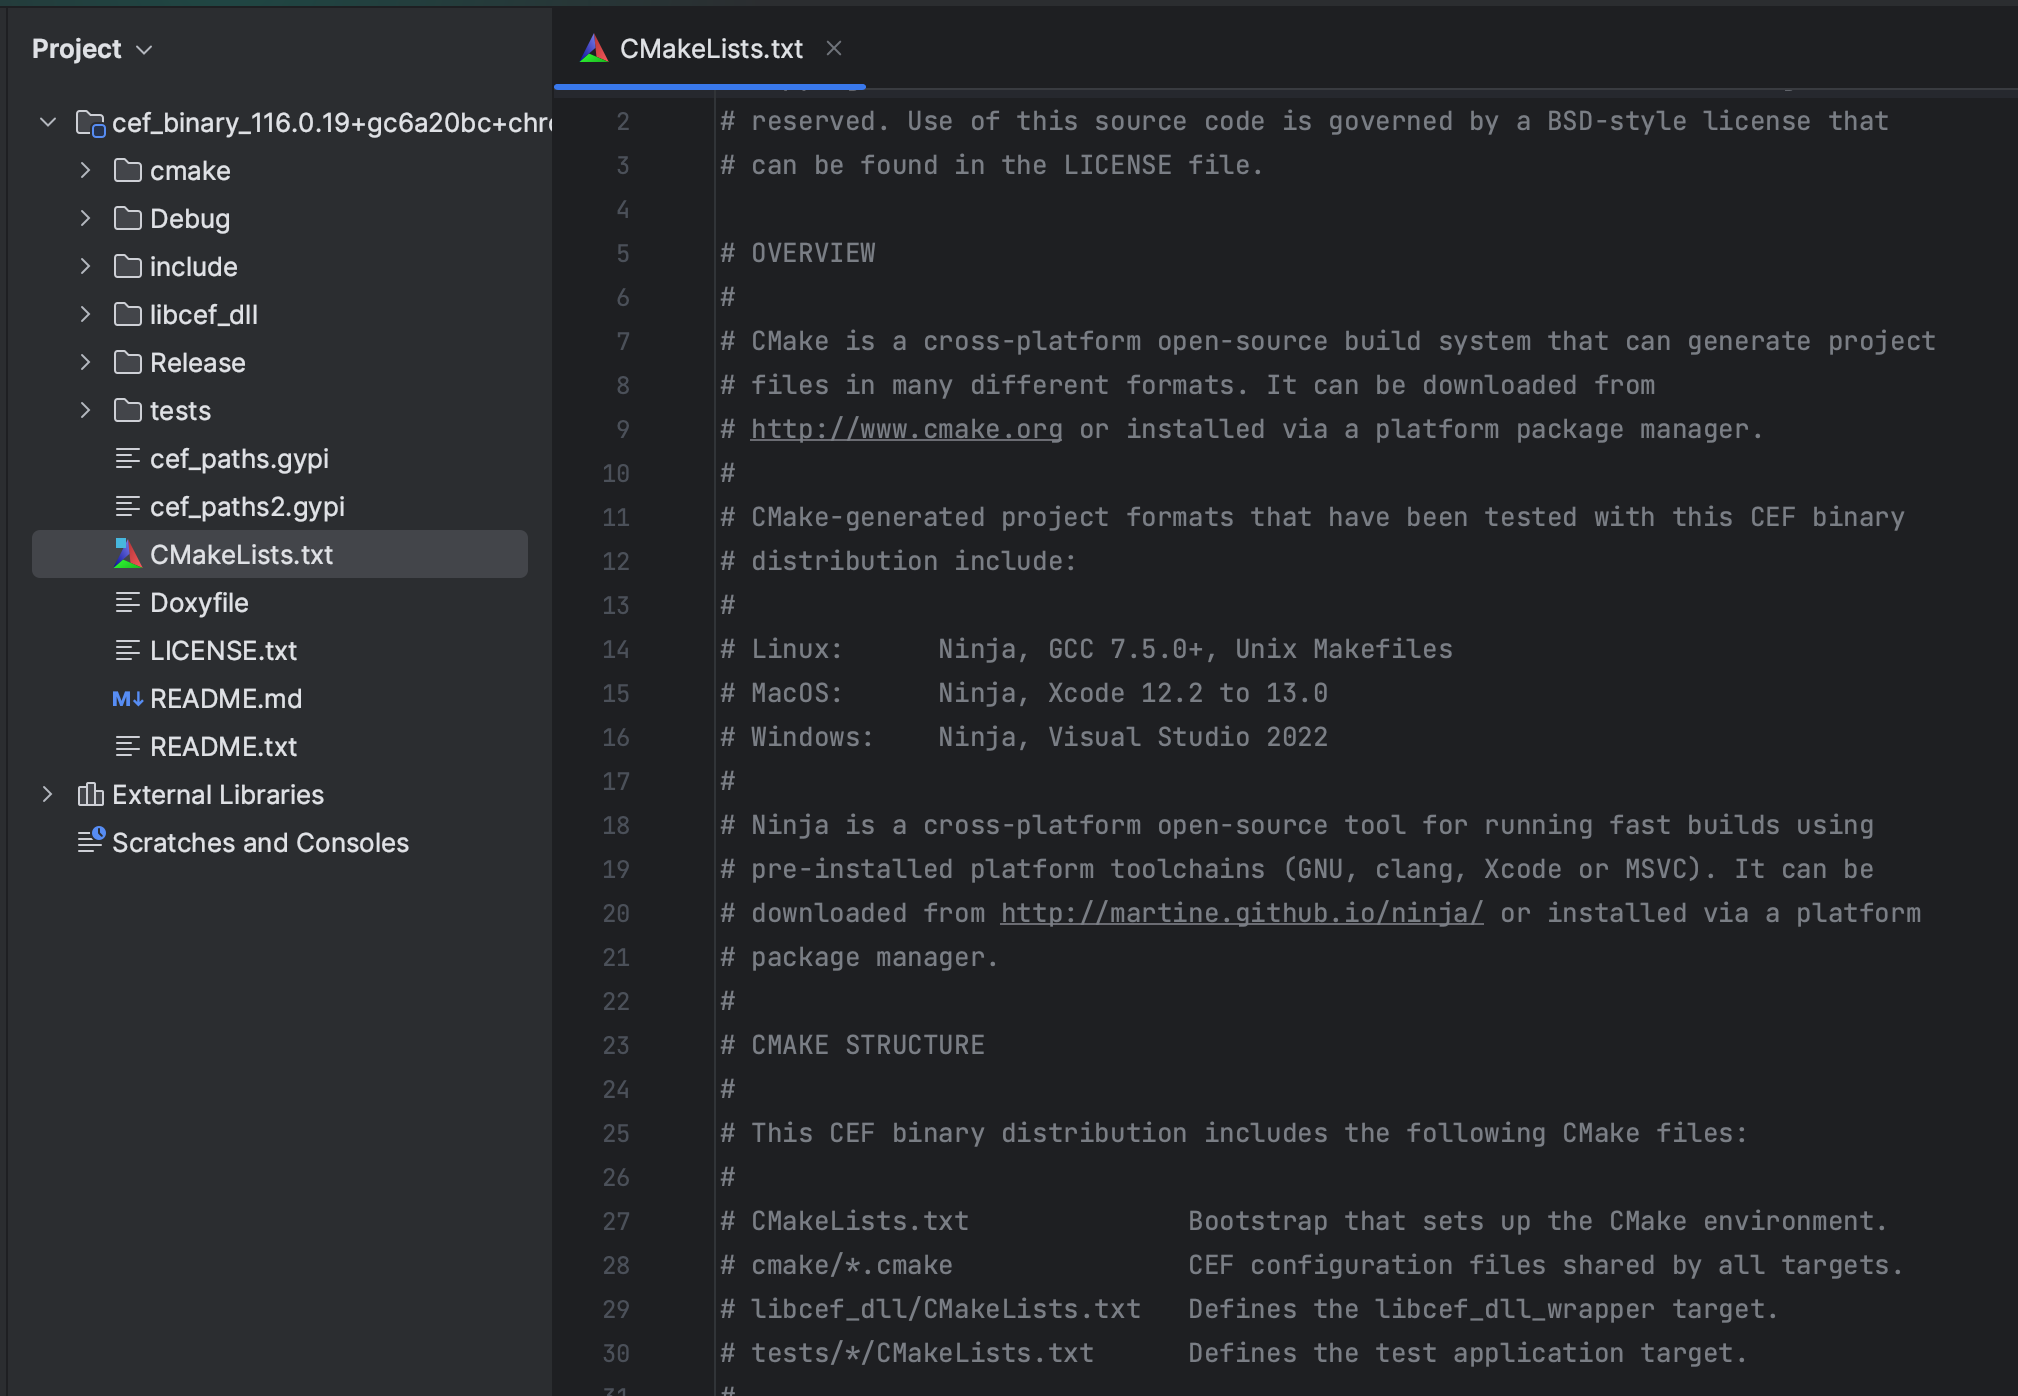 Project
cef_binary_116.0.19+gc6a20bc+chr
cmake
Debug
include
libcef_dll
Release
tests
cef_paths.gypi
cef_paths2.gypi
CMakeLists.txt
Doxyfile
LICENSE.txt
M↓ README.md
README.txt
External Libraries
Scratches and Consoles
CMakeLists.txt
2 # reserved. Use of this source code is governed by a BSD-style license that
3 # can be found in the LICENSE file.
4
5 # OVERVIEW
6 #
7 # CMake is a cross-platform open-source build system that can generate project
8 # files in many different formats. It can be downloaded from
9 # http://www.cmake.org or installed via a platform package manager.
10 #
11 # CMake-generated project formats that have been tested with this CEF binary
12 # distribution include:
13 #
14 # Linux:      Ninja, GCC 7.5.0+, Unix Makefiles
15 # MacOS:      Ninja, Xcode 12.2 to 13.0
16 # Windows:    Ninja, Visual Studio 2022
17 #
18 # Ninja is a cross-platform open-source tool for running fast builds using
19 # pre-installed platform toolchains (GNU, clang, Xcode or MSVC). It can be
20 # downloaded from http://martine.github.io/ninja/ or installed via a platform
21 # package manager.
22 #
23 # CMAKE STRUCTURE
24 #
25 # This CEF binary distribution includes the following CMake files:
26 #
27 # CMakeLists.txt              Bootstrap that sets up the CMake environment.
28 # cmake/*.cmake               CEF configuration files shared by all targets.
29 # libcef_dll/CMakeLists.txt   Defines the libcef_dll_wrapper target.
30 # tests/*/CMakeLists.txt      Defines the test application target.
31 #